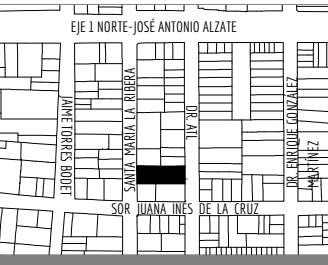 EJE 1 NORTE-JOSÉ ANTONIO ALZATE
JAIME TORRES BODET
SANTA MARÍA LA RIBERA
DR. ATL
DR. ENRIQUE GONZÁLEZ
MARTÍNEZ
SOR JUANA INÉS DE LA CRUZ